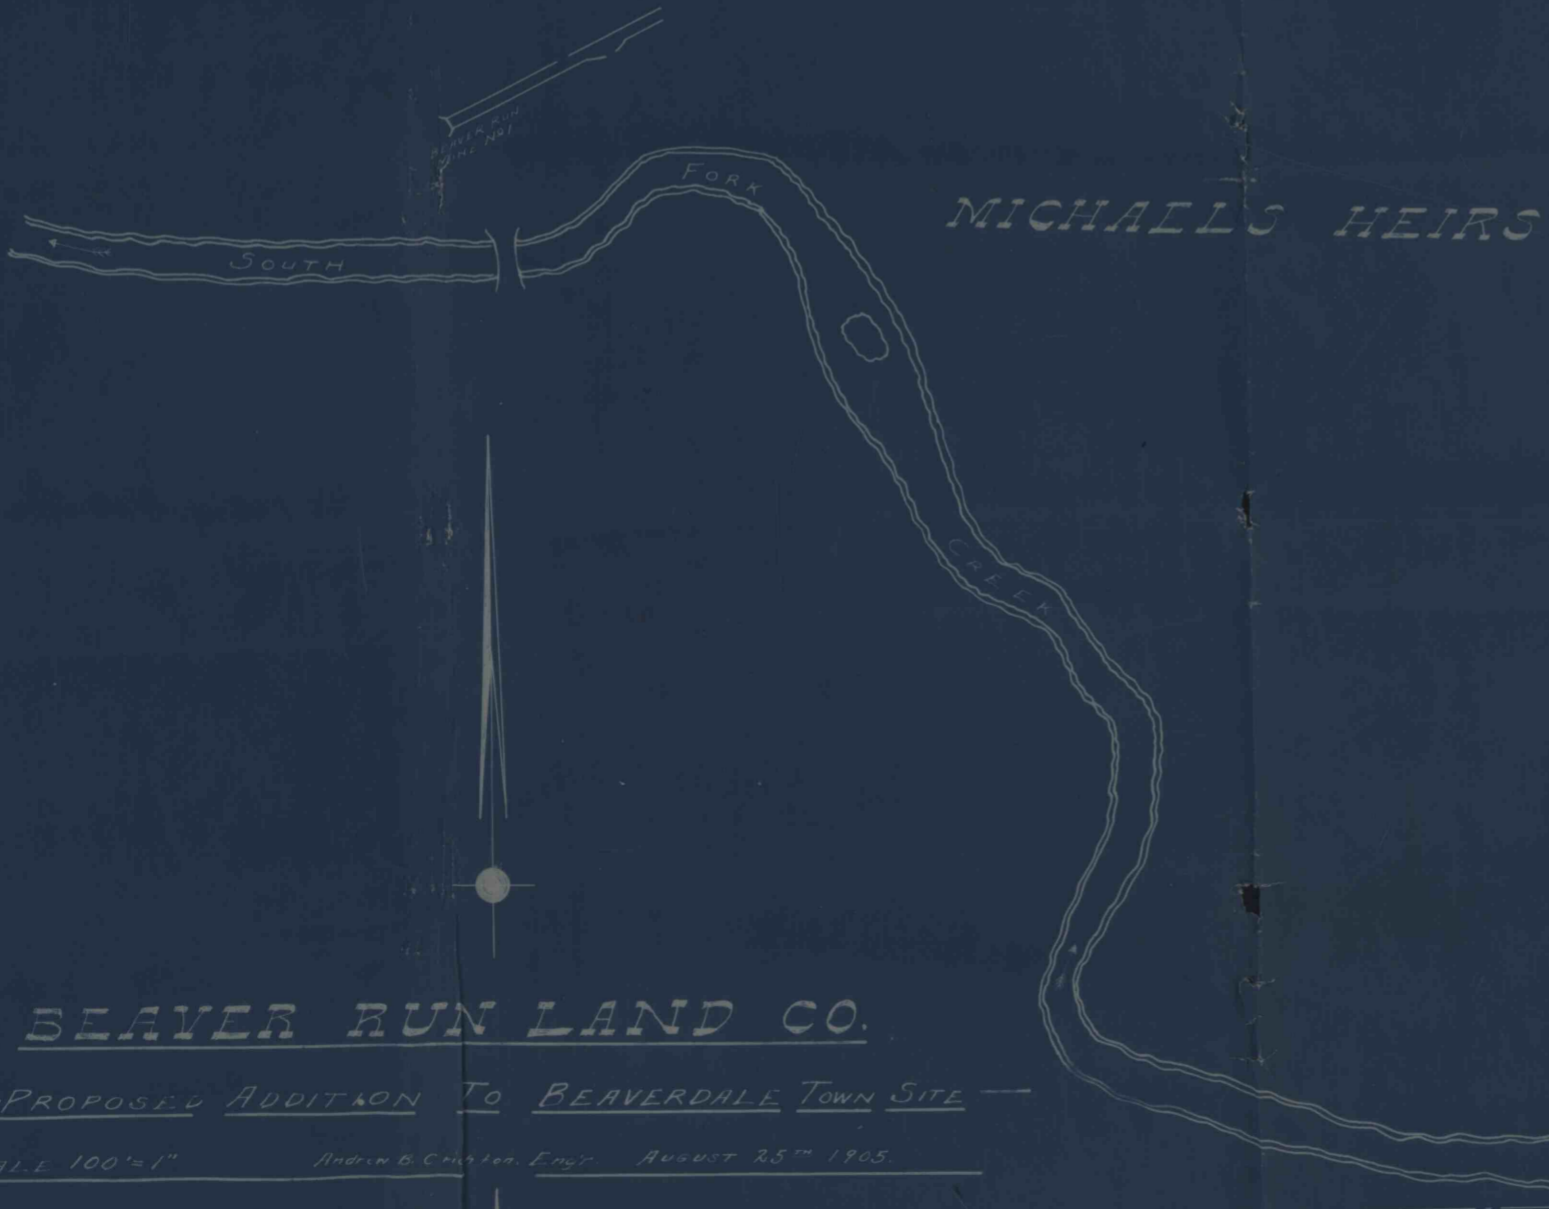 BEAVER RUN
MINE NO 1
FORK
MICHAELS HEIRS
SOUTH
CREEK
BEAVER RUN LAND CO.
PROPOSED ADDITION TO BEAVERDALE TOWN SITE —
ALE 100'=1" Andrew B. Crichton. Eng'r. AUGUST 25TH 1905.